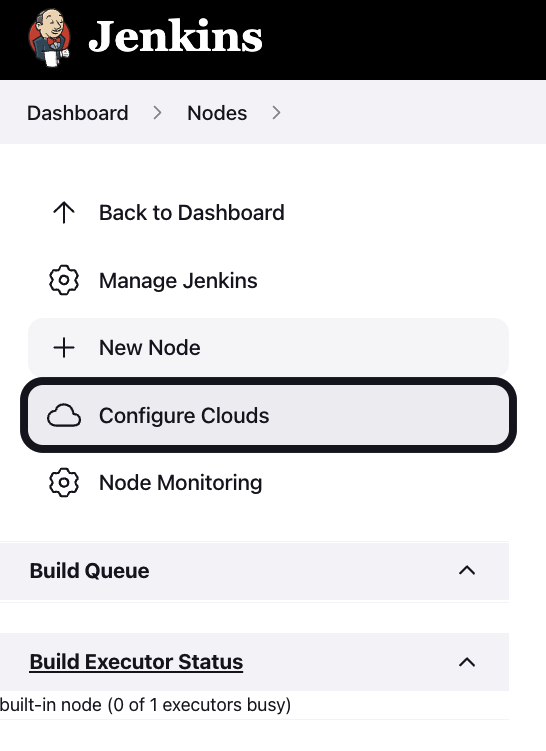 Jenkins
Dashboard
Nodes
Back to Dashboard
Manage Jenkins
New Node
Configure Clouds
Node Monitoring
Build Queue
Build Executor Status
built-in node (0 of 1 executors busy)